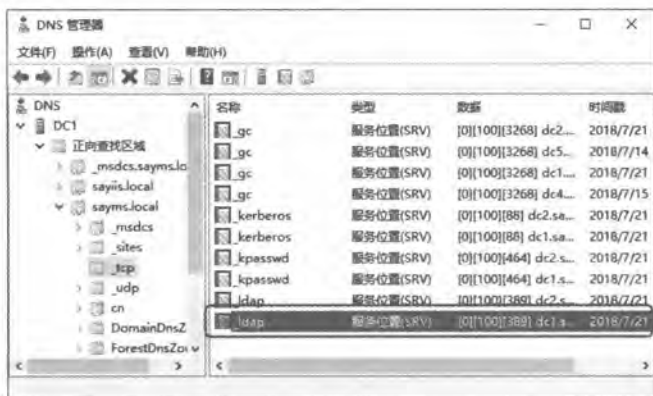 DNS 管理器
文件(F) 操作(A) 查看(V) 帮助(H)
DNS
DC1
正向查找区域
_msdcs.sayms.lo
sayiis.local
sayms.local
_msdcs
_sites
_tcp
_udp
cn
DomainDnsZ
ForestDnsZo
名称 类型 数据 时间戳
_gc 服务位置(SRV) [0][100][3268] dc2.... 2018/7/21
_gc 服务位置(SRV) [0][100][3268] dc5.... 2018/7/14
_gc 服务位置(SRV) [0][100][3268] dc1.... 2018/7/21
_gc 服务位置(SRV) [0][100][3268] dc4.... 2018/7/15
_kerberos 服务位置(SRV) [0][100][88] dc2.sa... 2018/7/21
_kerberos 服务位置(SRV) [0][100][88] dc1.sa... 2018/7/21
_kpasswd 服务位置(SRV) [0][100][464] dc2.s... 2018/7/21
_kpasswd 服务位置(SRV) [0][100][464] dc1.s... 2018/7/21
_ldap 服务位置(SRV) [0][100][389] dc2.s... 2018/7/21
_ldap 服务位置(SRV) [0][100][389] dc1.s... 2018/7/21